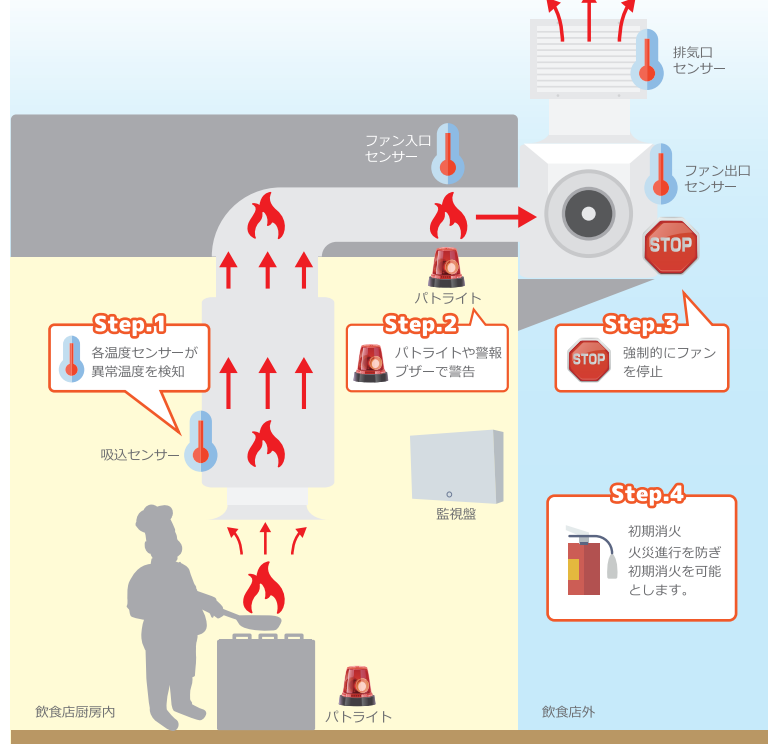 排気口
センサー
ファン入口
センサー
ファン出口
センサー
STOP
パトライト
Step.1
各温度センサーが
異常温度を検知
Step.2
パトライトや警報
ブザーで警告
Step.3
STOP
強制的にファン
を停止
吸込センサー
監視盤
Step.4
初期消火
火災進行を防ぎ
初期消火を可能
とします。
パトライト
飲食店厨房内
飲食店外